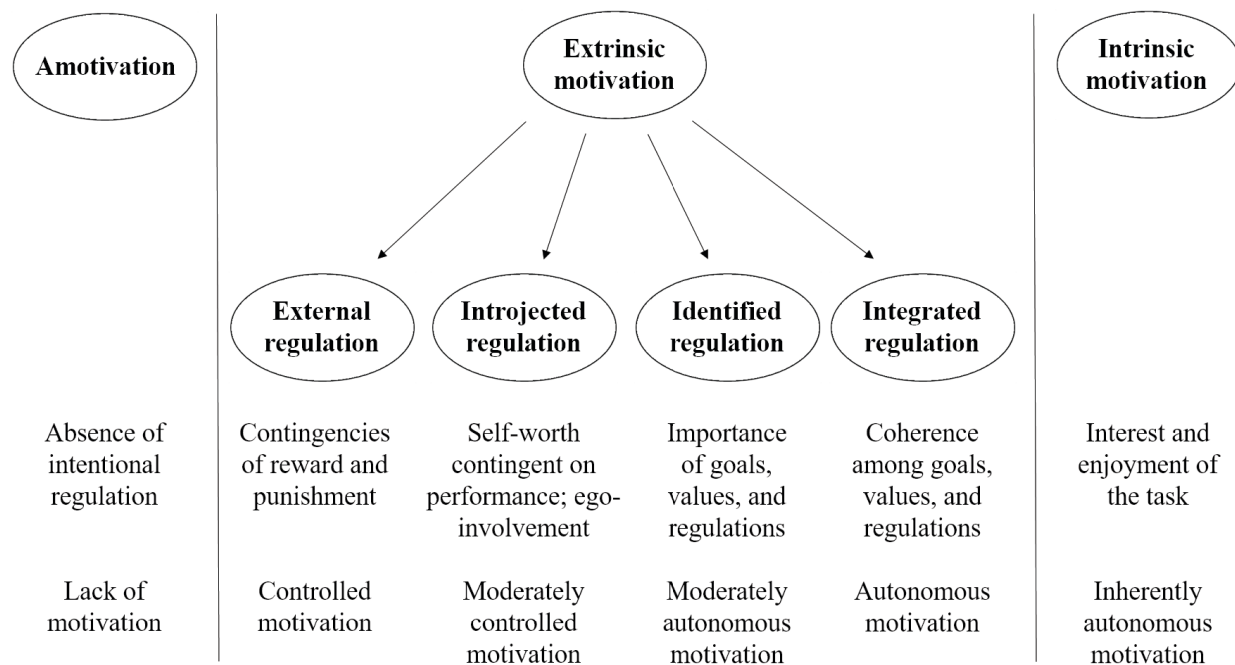 Amotivation
Extrinsic
motivation
Intrinsic
motivation
External
regulation
Introjected
regulation
Identified
regulation
Integrated
regulation
Absence of
intentional
regulation
Contingencies
of reward and
punishment
Self-worth
contingent on
performance; ego-
involvement
Importance
of goals,
values, and
regulations
Coherence
among goals,
values, and
regulations
Interest and
enjoyment of
the task
Lack of
motivation
Controlled
motivation
Moderately
controlled
motivation
Moderately
autonomous
motivation
Autonomous
motivation
Inherently
autonomous
motivation